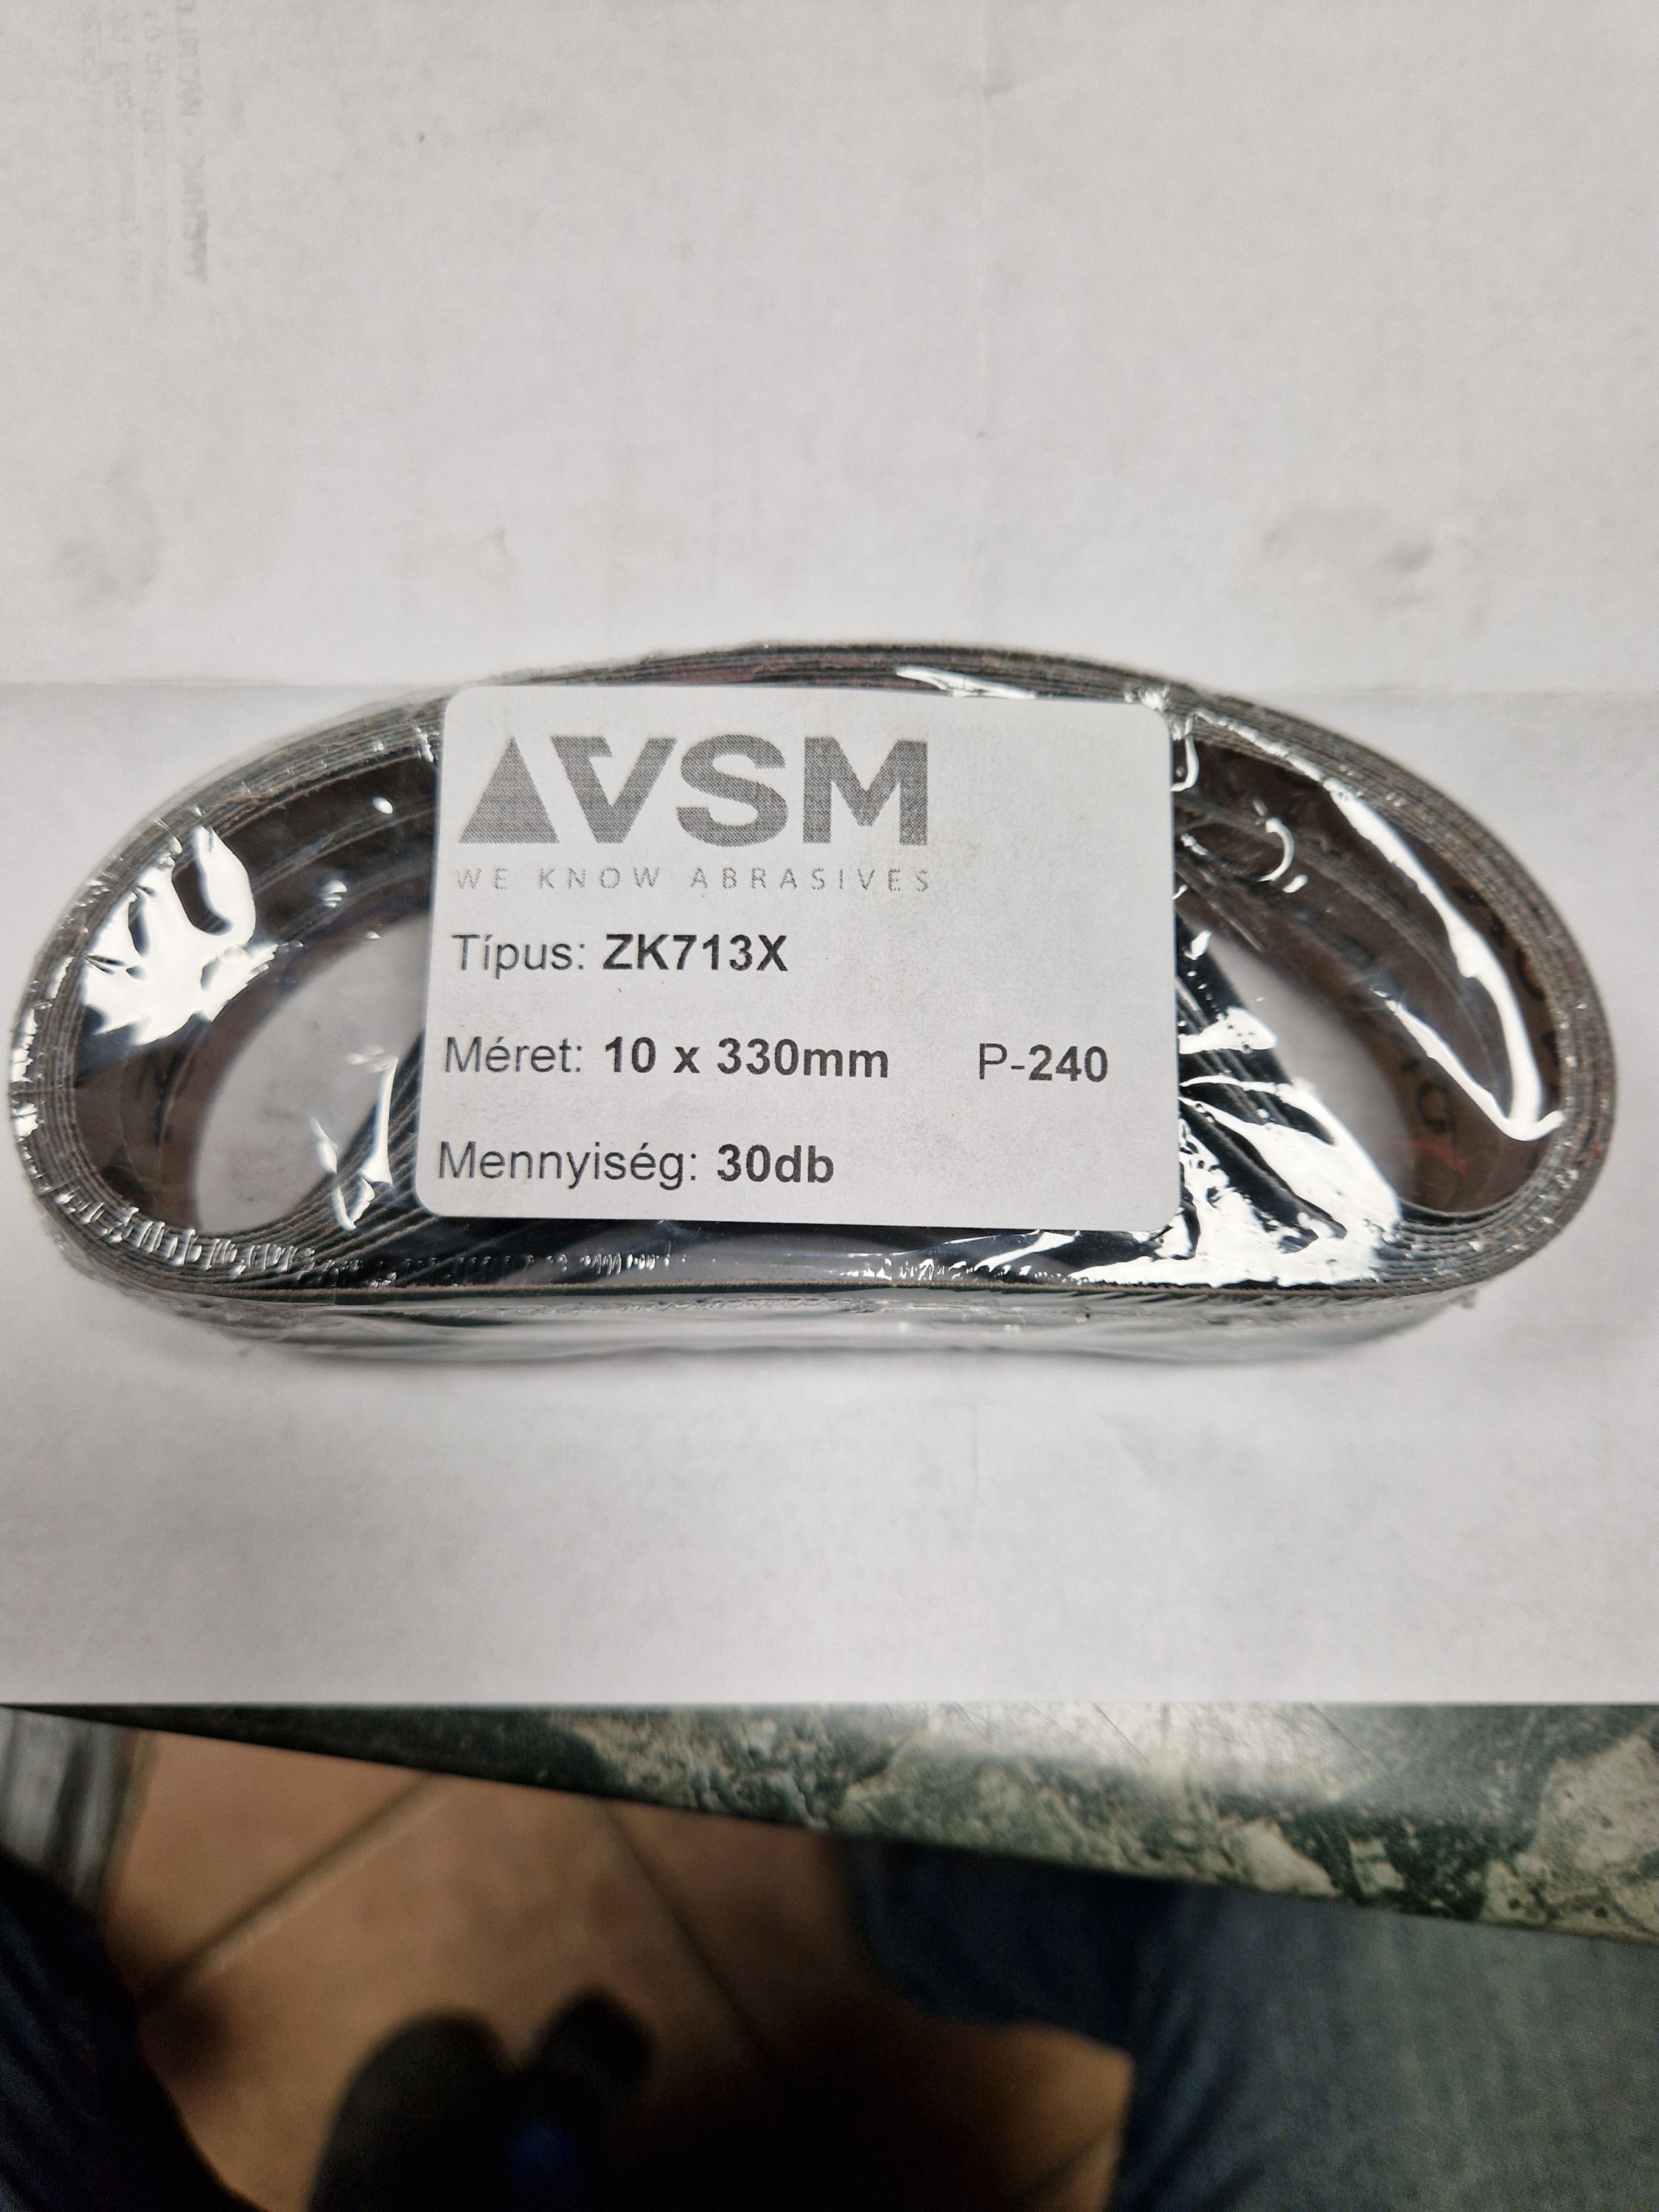 VSM
WE KNOW ABRASIVES
Típus: ZK713X
Méret: 10 x 330mm P-240
Mennyiség: 30db